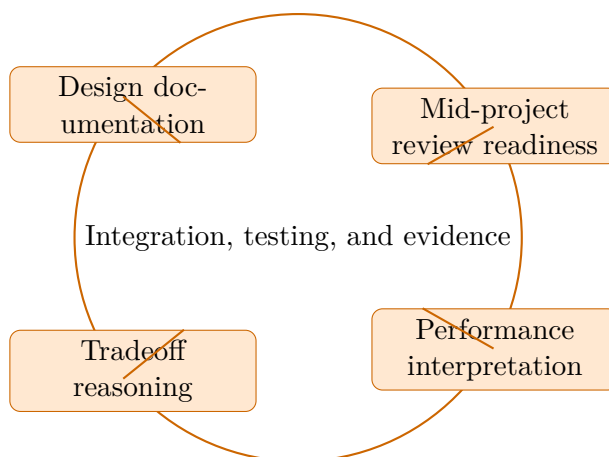 Design doc-
umentation
Mid-project
review readiness
Integration, testing, and evidence
Tradeoff
reasoning
Performance
interpretation